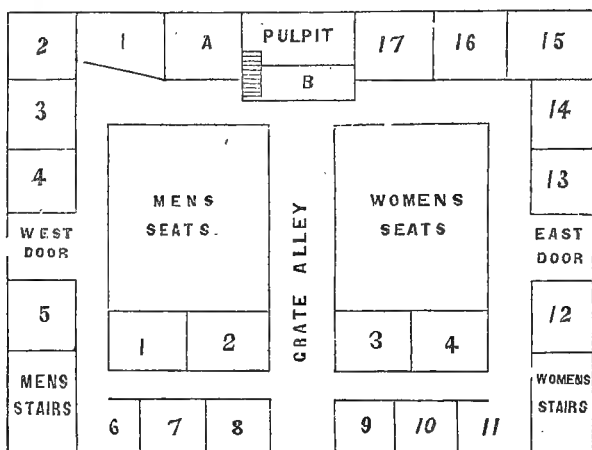 2
1
A
PULPIT
17
16
15
B
3
14
4
13
MENS
SEATS.
WOMENS
SEATS
GRATE ALLEY
WEST
DOOR
EAST
DOOR
5
12
1
2
3
4
MENS
STAIRS
WOMENS
STAIRS
6
7
8
9
10
11